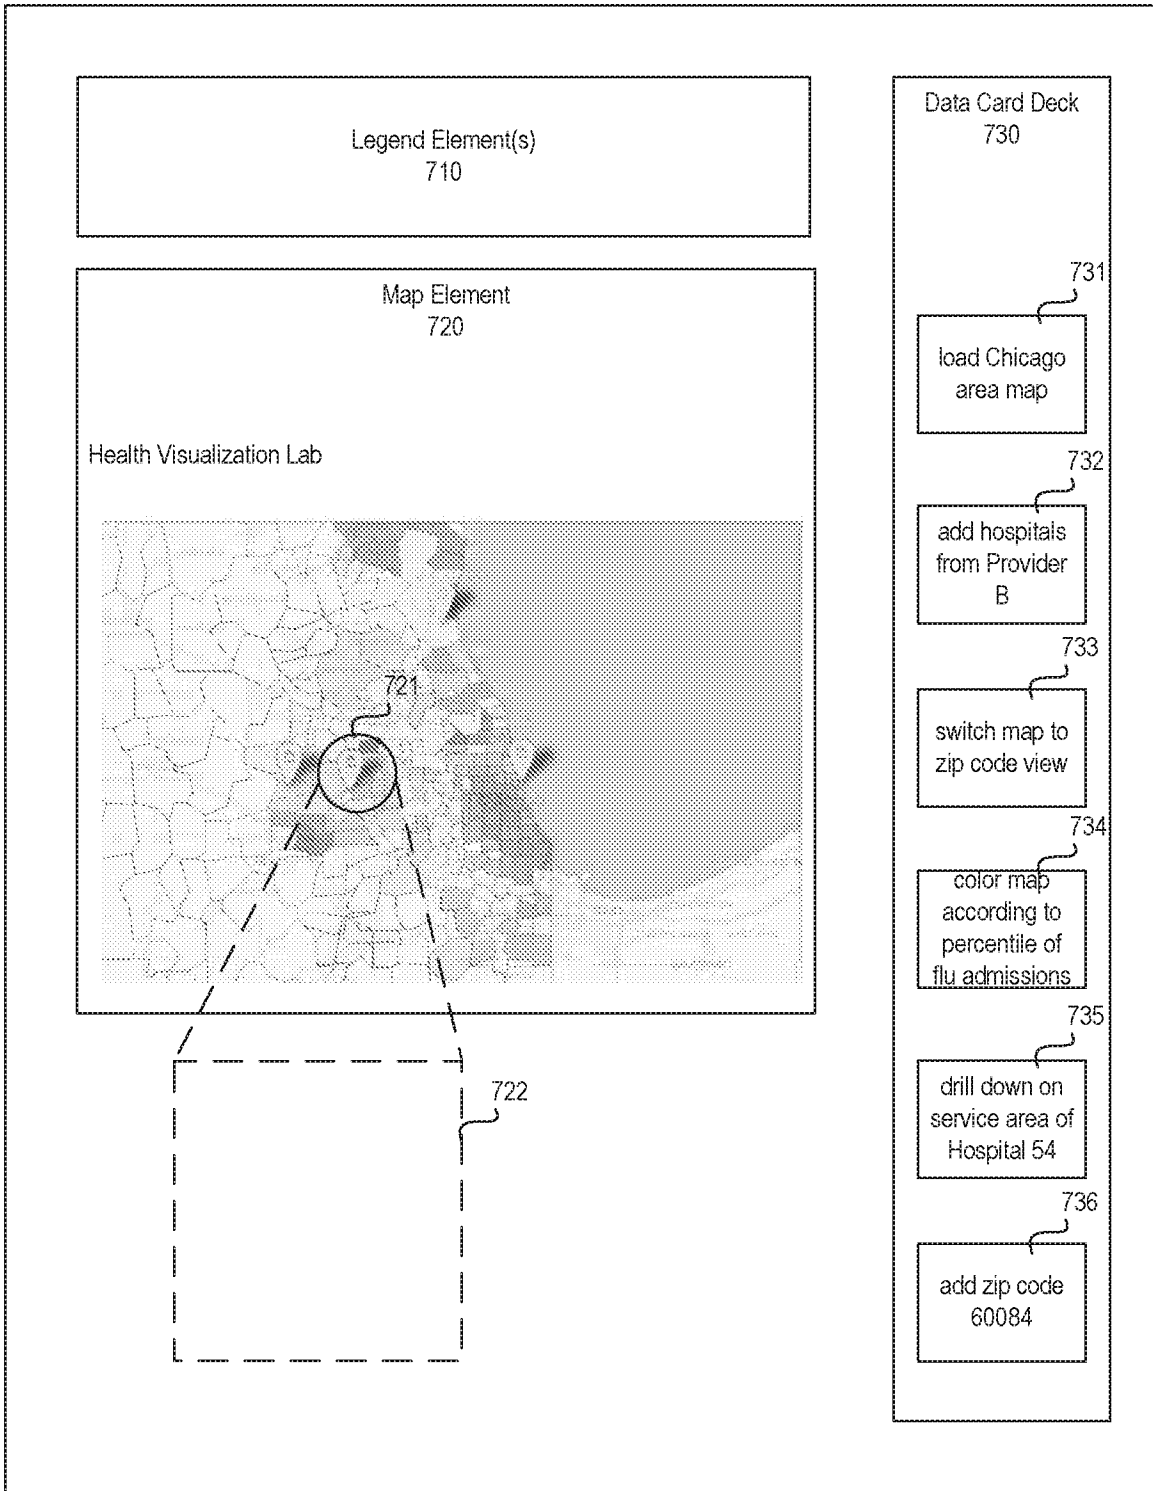 Legend Element(s)
710
Map Element
720
Health Visualization Lab
721
722
Data Card Deck
730
731
load Chicago
area map
732
add hospitals
from Provider
B
733
switch map to
zip code view
734
color map
according to
percentile of
flu admissions
735
drill down on
service area of
Hospital 54
736
add zip code
60084